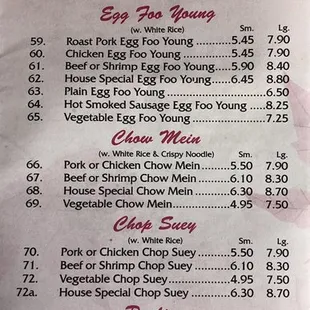 Egg Foo Young
(w. White Rice) Sm. Lg.
59. Roast Pork Egg Foo Young ............5.45 7.90
60. Chicken Egg Foo Young ................5.45 7.90
61. Beef or Shrimp Egg Foo Young ......5.90 8.40
62. House Special Egg Foo Young ........6.45 8.80
63. Plain Egg Foo Young ..........................6.50
64. Hot Smoked Sausage Egg Foo Young ....8.25
65. Vegetable Egg Foo Young ..................7.25
Chow Mein
(w. White Rice & Crispy Noodle) Sm. Lg.
66. Pork or Chicken Chow Mein ..........5.50 7.90
67. Beef or Shrimp Chow Mein ............6.10 8.30
68. House Special Chow Mein .............6.30 8.70
69. Vegetable Chow Mein ...................4.95 7.50
Chop Suey
(w. White Rice) Sm. Lg.
70. Pork or Chicken Chop Suey ...........5.50 7.90
71. Beef or Shrimp Chop Suey .............6.10 8.30
72. Vegetable Chop Suey ....................4.95 7.50
72a. House Special Chop Suey ..............6.30 8.70